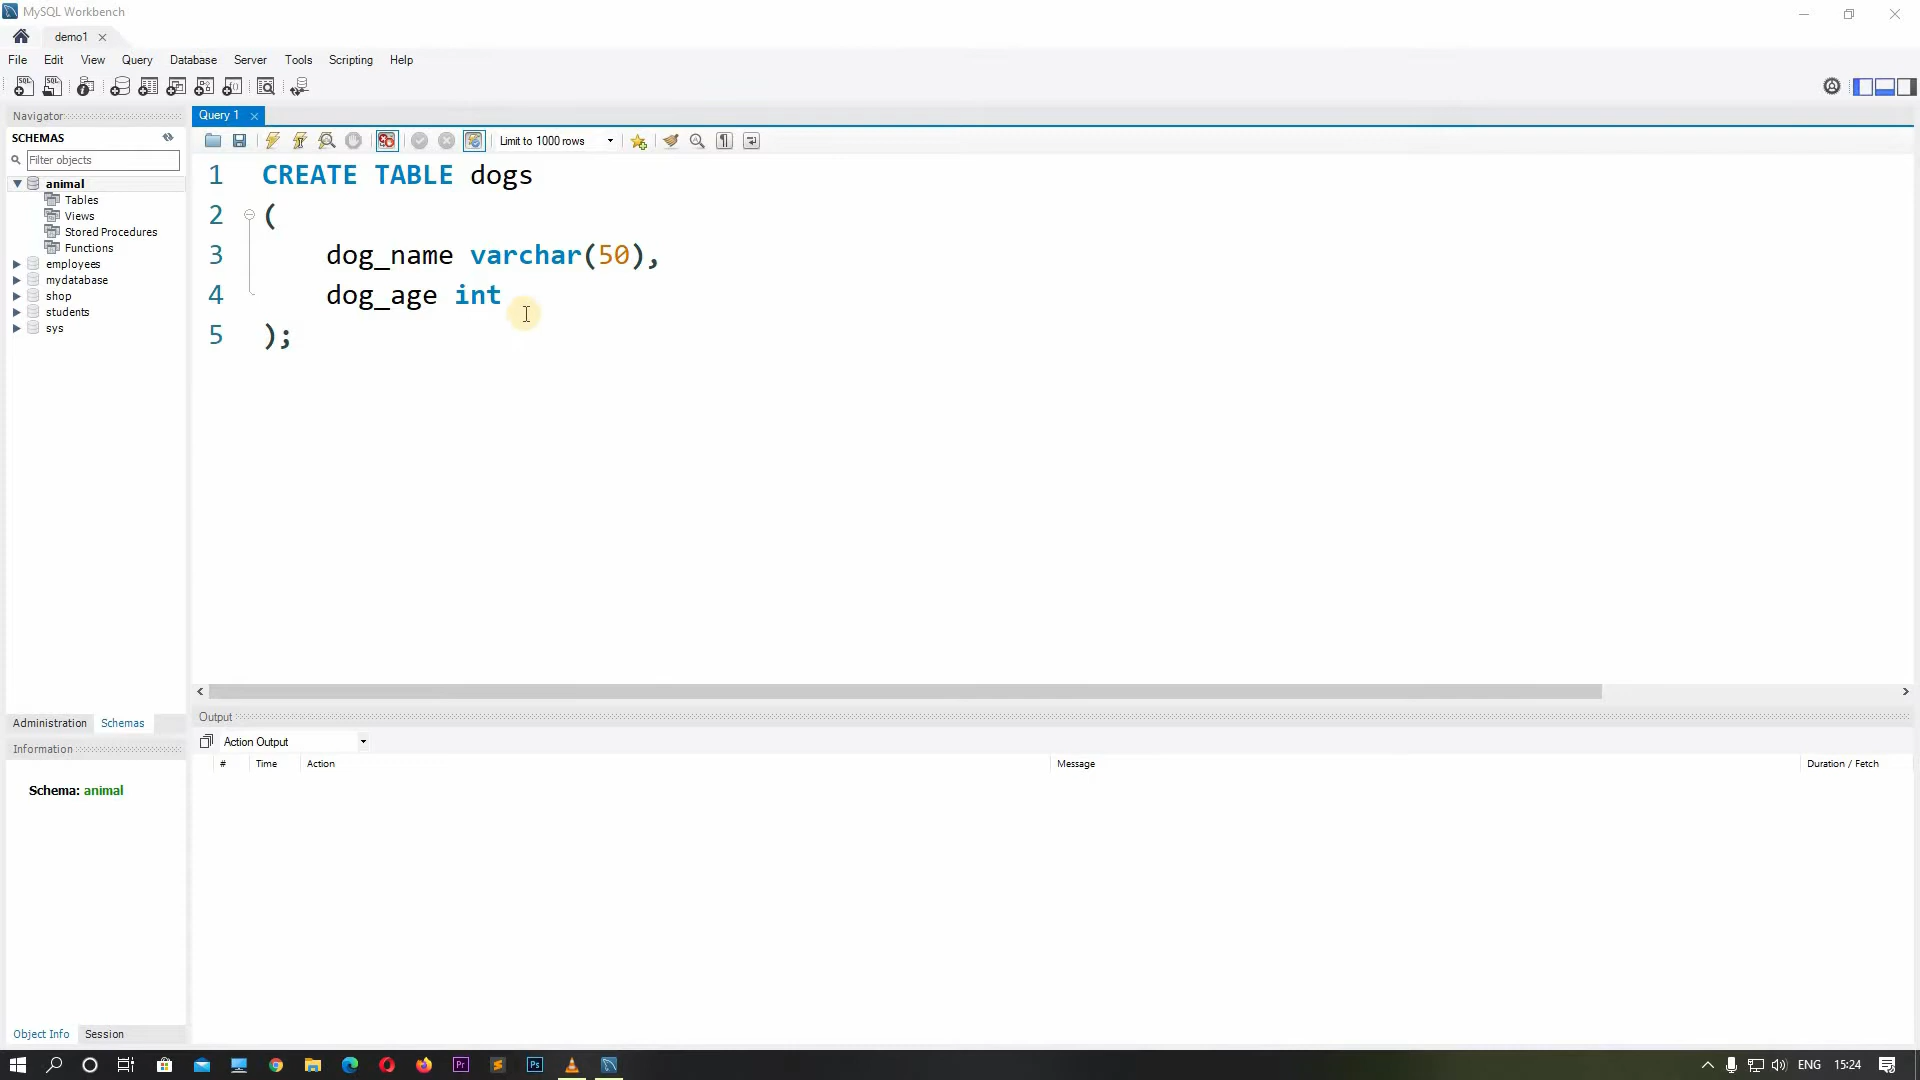 MySQL Workbench
demo1
File Edit View Query Database Server Tools Scripting Help
Navigator
SCHEMAS
Filter objects
animal
Tables
Views
Stored Procedures
Functions
employees
mydatabase
shop
students
sys
Administration Schemas
Information
Schema: animal
Object Info Session
Query 1
Limit to 1000 rows
1 CREATE TABLE dogs
2 (
3 dog_name varchar(50),
4 dog_age int
5 );
Output
Action Output
# Time Action Message Duration / Fetch
ENG 15:24